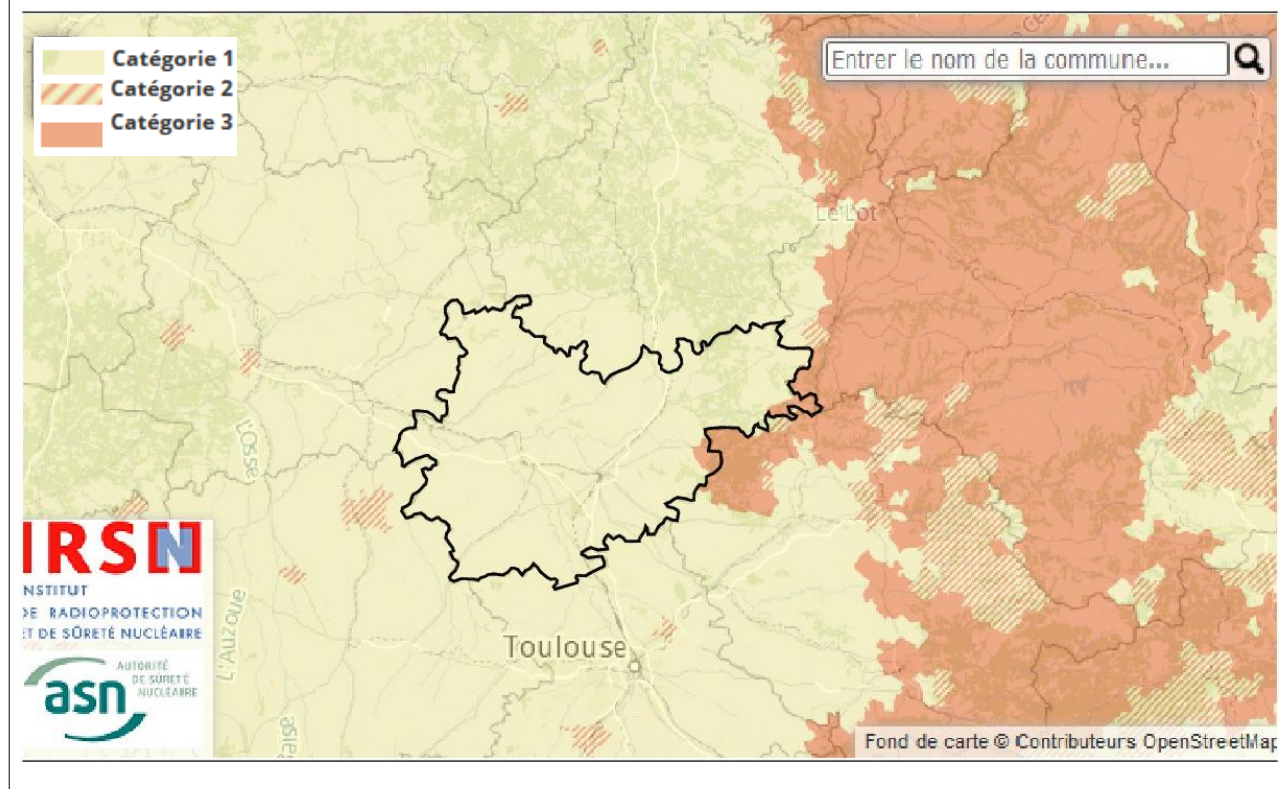 Catégorie 1
Catégorie 2
Catégorie 3
Entrer le nom de la commune...
Le Lot
L'Osse
L'Auzoue
Toulouse
IRSN
INSTITUT
DE RADIOPROTECTION
ET DE SÛRETÉ NUCLÉAIRE
asn
AUTORITÉ
DE SÛRETÉ
NUCLÉAIRE
Fond de carte © Contributeurs OpenStreetMap